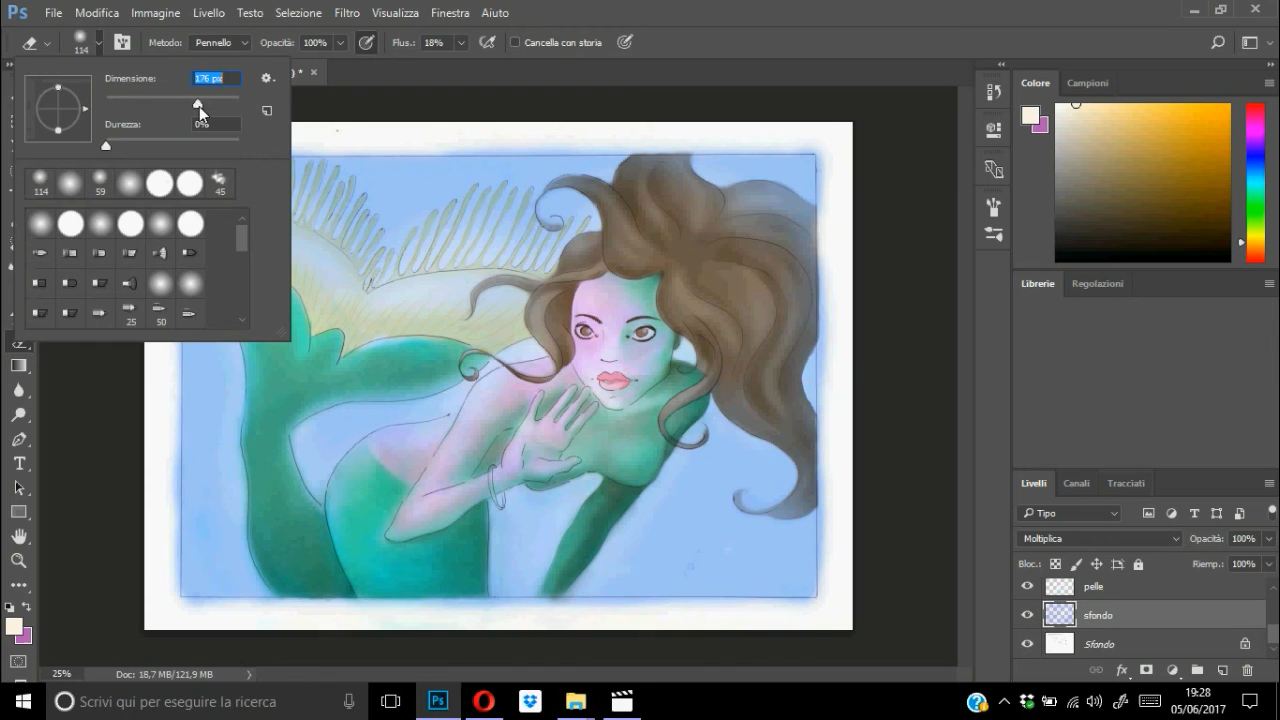 Ps File Modifica Immagine Livello Testo Selezione Filtro Visualizza Finestra Aiuto
114 Metodo: Pennello Opacità: 100% Flus.: 18% Cancella con storia
) * ×
Dimensione: 176 px
Durezza: 0%
114 59 45
25 50
Colore Campioni
Librerie Regolazioni
Livelli Canali Tracciati
Tipo
Moltiplica Opacità: 100%
Bloc.: Riemp.: 100%
pelle
sfondo
Sfondo
25% Doc: 18,7 MB/121,9 MB
Scrivi qui per eseguire la ricerca
Ps
19:28
05/06/2017